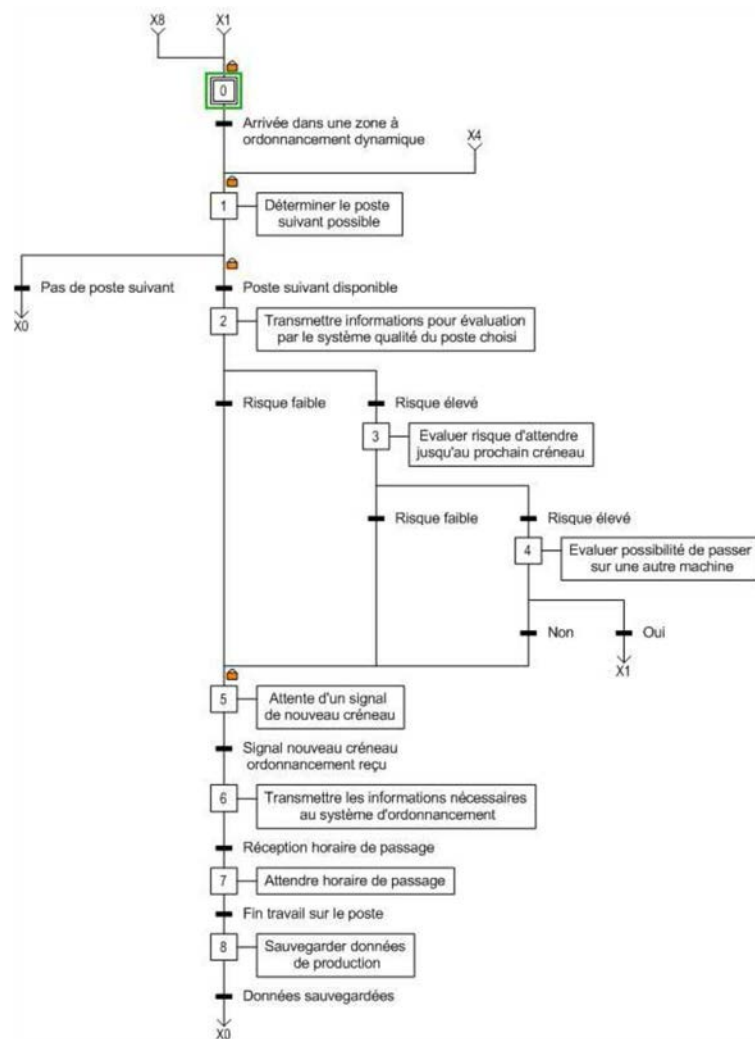 X8
X1
0
Arrivée dans une zone à
ordonnancement dynamique
X4
1
Déterminer le poste
suivant possible
Pas de poste suivant
Poste suivant disponible
X0
2
Transmettre informations pour évaluation
par le système qualité du poste choisi
Risque faible
Risque élevé
3
Evaluer risque d'attendre
jusqu'au prochain créneau
Risque faible
Risque élevé
4
Evaluer possibilité de passer
sur une autre machine
Non
Oui
X1
5
Attente d'un signal
de nouveau créneau
Signal nouveau créneau
ordonnancement reçu
6
Transmettre les informations nécessaires
au système d'ordonnancement
Réception horaire de passage
7
Attendre horaire de passage
Fin travail sur le poste
8
Sauvegarder données
de production
Données sauvegardées
X0